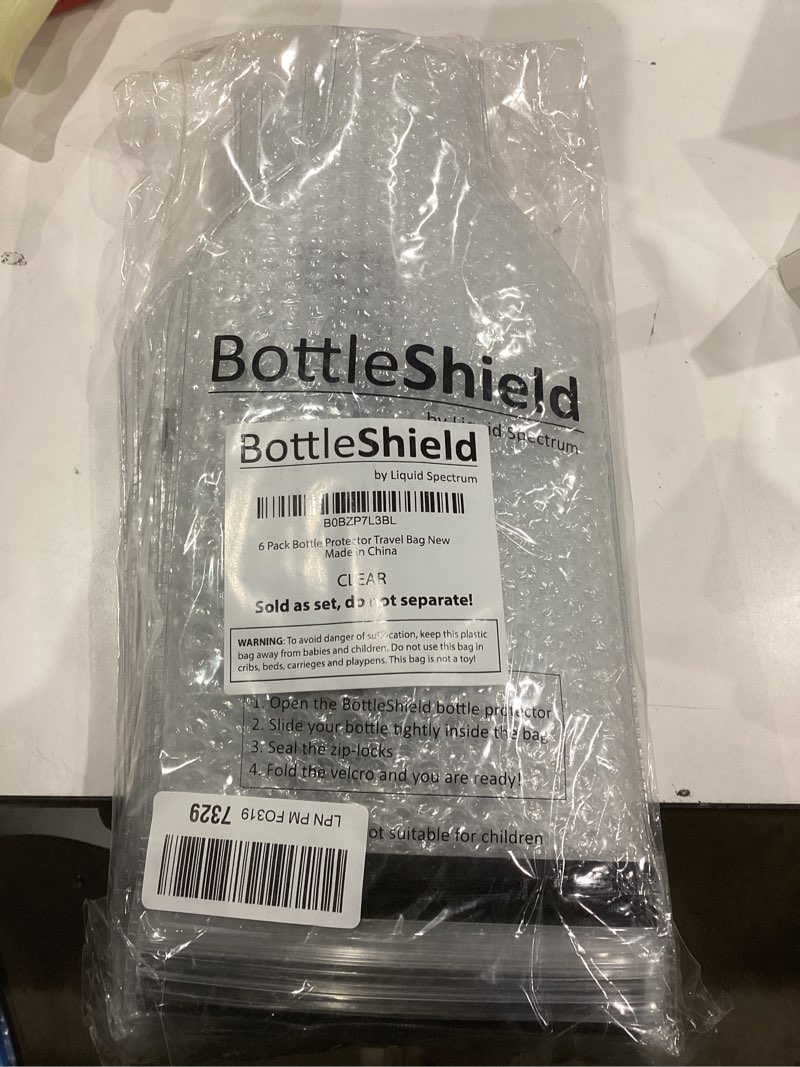 BottleShield
by Liquid Spectrum
BottleShield
by Liquid Spectrum
B0BZP7L3BL
6 Pack Bottle Protector Travel Bag New
Made in China
CLEAR
Sold as set, do not separate!
WARNING: To avoid danger of suffocation, keep this plastic
bag away from babies and children. Do not use this bag in
cribs, beds, carrieges and playpens. This bag is not a toy!
1. Open the BottleShield bottle protector
2. Slide your bottle tightly inside the bag
3. Seal the zip-locks
4. Fold the velcro and you are ready!
suitable for children
LPN PM FO319 7329